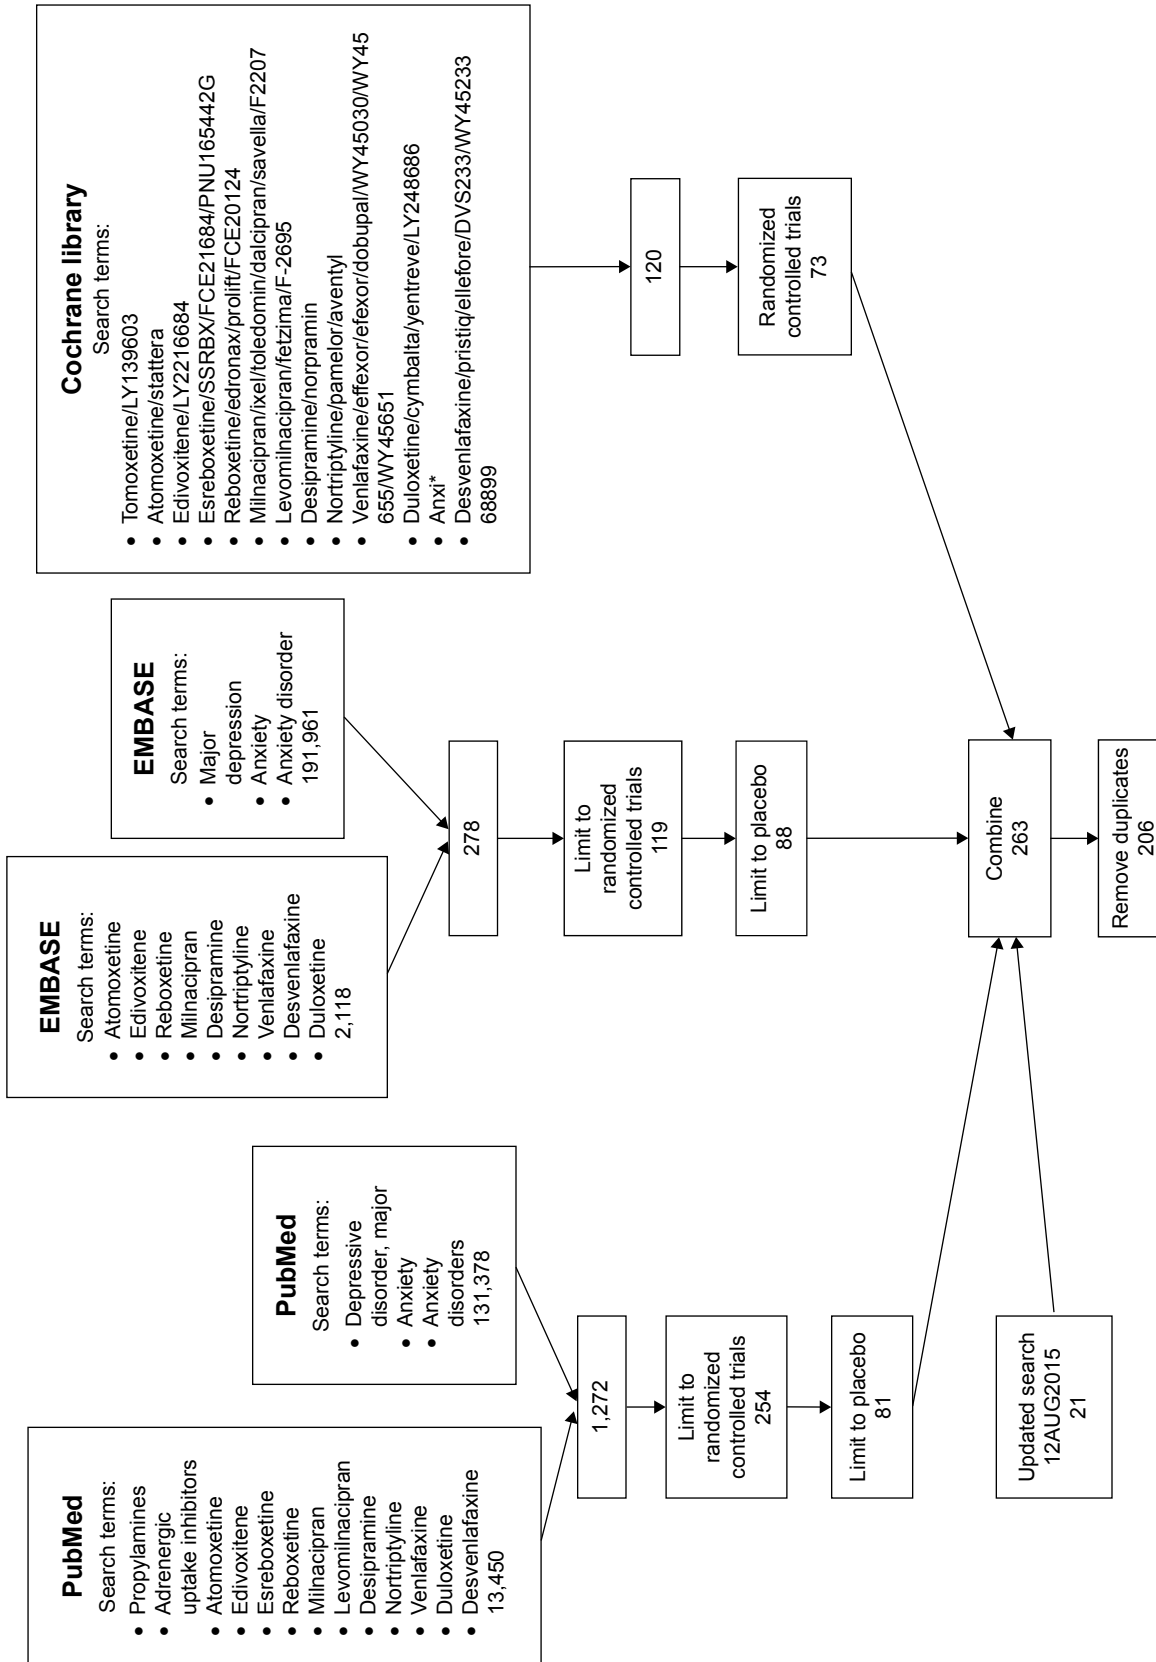 PubMed
Search terms:
• Propylamines
• Adrenergic
uptake inhibitors
• Atomoxetine
• Edivoxitene
• Esreboxetine
• Reboxetine
• Milnacipran
• Levomilnacipran
• Desipramine
• Nortriptyline
• Venlafaxine
• Duloxetine
• Desvenlafaxine
13,450
PubMed
Search terms:
• Depressive
disorder, major
• Anxiety
• Anxiety
disorders
131,378
1,272
Limit to
randomized
controlled trials
254
Limit to placebo
81
Updated search
12AUG2015
21
EMBASE
Search terms:
• Atomoxetine
• Edivoxitene
• Reboxetine
• Milnacipran
• Desipramine
• Nortriptyline
• Venlafaxine
• Desvenlafaxine
• Duloxetine
2,118
EMBASE
Search terms:
• Major
depression
• Anxiety
• Anxiety disorder
191,961
278
Limit to
randomized
controlled trials
119
Limit to placebo
88
Cochrane library
Search terms:
• Tomoxetine/LY139603
• Atomoxetine/stattera
• Edivoxitene/LY2216684
• Esreboxetine/SSRBX/FCE21684/PNU165442G
• Reboxetine/edronax/prolift/FCE20124
• Milnacipran/ixel/toledomin/dalcipran/savella/F2207
• Levomilnacipran/fetzima/F-2695
• Desipramine/norpramin
• Nortriptyline/pamelor/aventyl
• Venlafaxine/effexor/efexor/dobupal/WY45030/WY45
655/WY45651
• Duloxetine/cymbalta/yentreve/LY248686
• Anxi*
• Desvenlafaxine/pristiq/ellefore/DVS233/WY45233
68899
120
Randomized
controlled trials
73
Combine
263
Remove duplicates
206